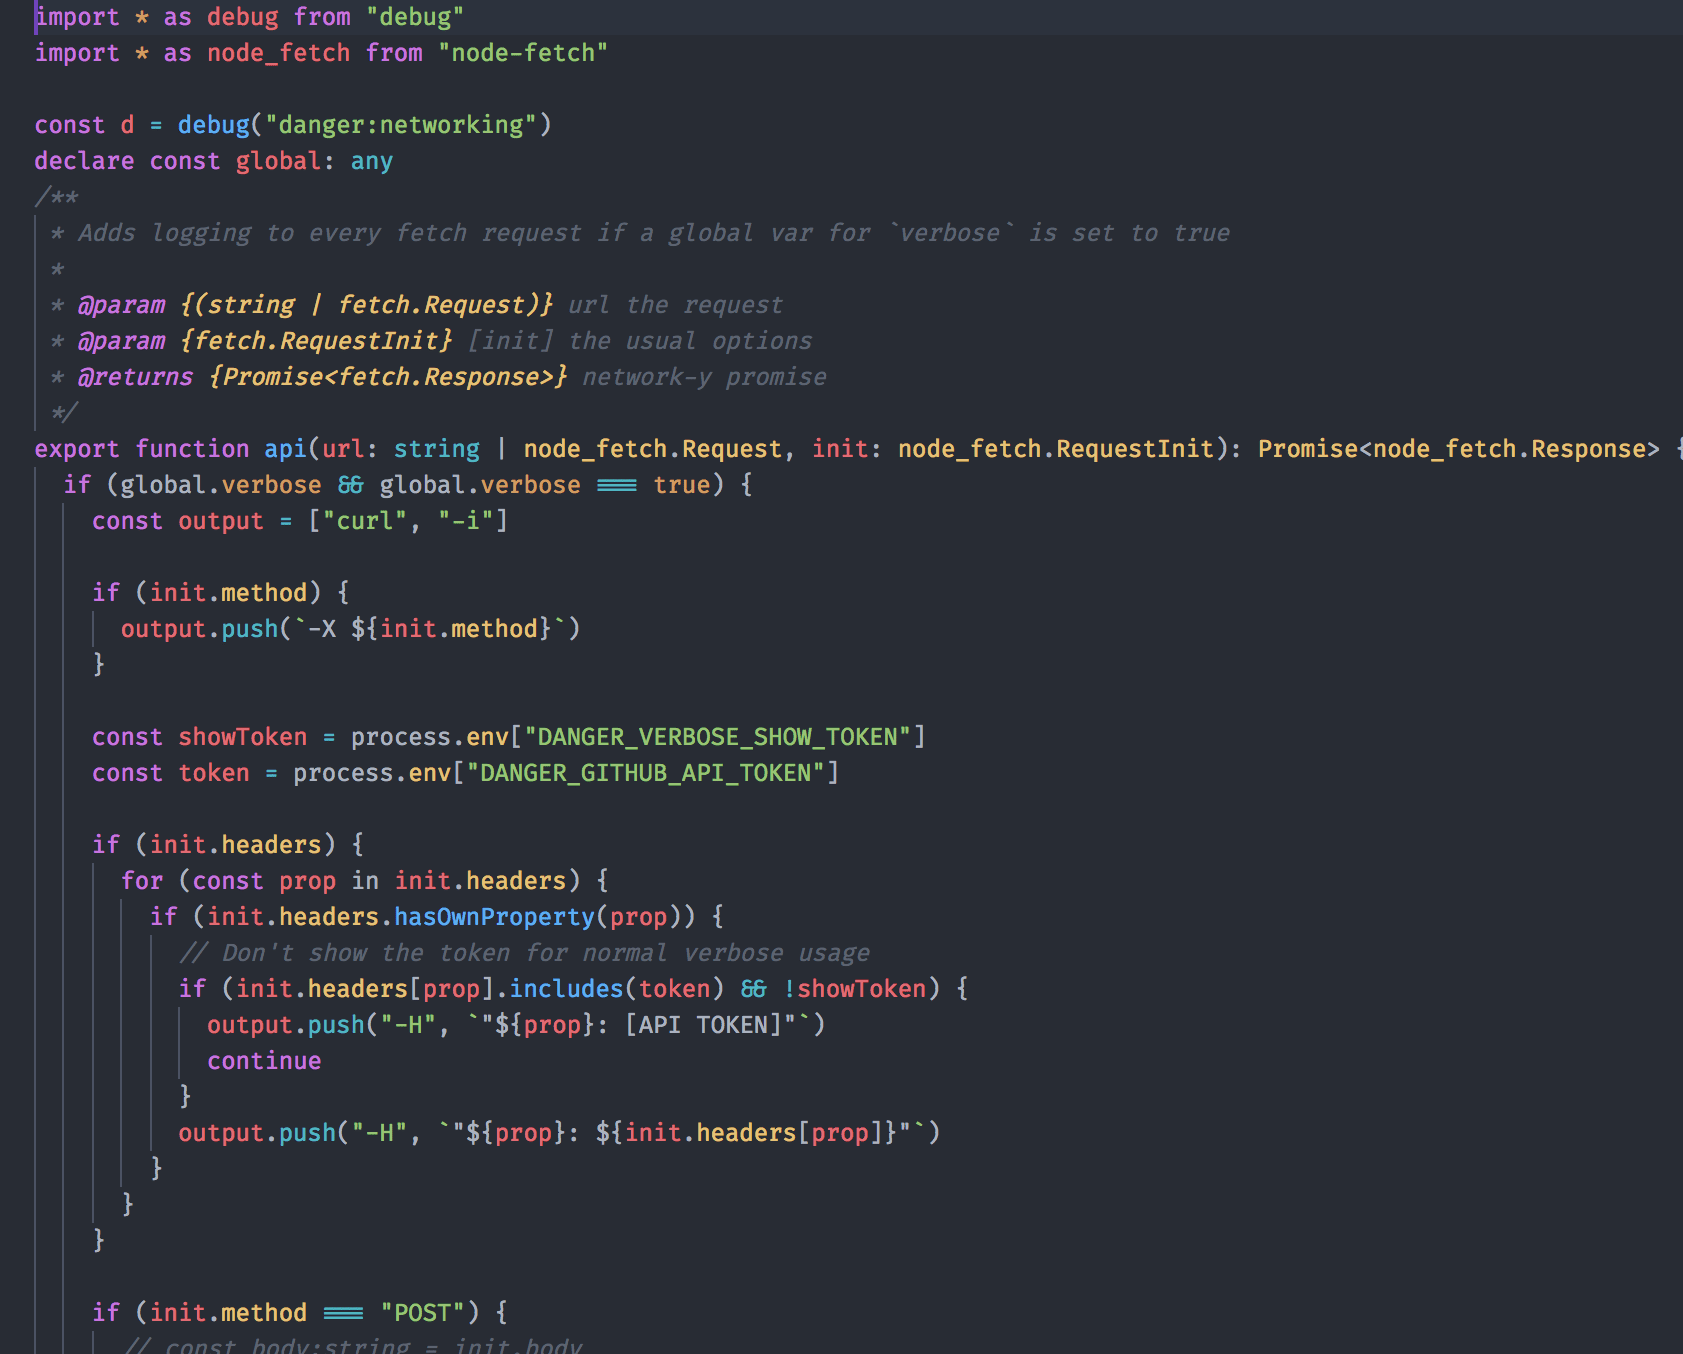 import * as debug from "debug"
import * as node_fetch from "node-fetch"
const d = debug("danger:networking")
declare const global: any
/**
* Adds logging to every fetch request if a global var for `verbose` is set to true
*
* @param {(string | fetch.Request)} url the request
* @param {fetch.RequestInit} [init] the usual options
* @returns {Promise<fetch.Response>} network-y promise
*/
export function api(url: string | node_fetch.Request, init: node_fetch.RequestInit): Promise<node_fetch.Response> {
if (global.verbose && global.verbose === true) {
const output = ["curl", "-i"]
if (init.method) {
output.push(`-X ${init.method}`)
}
const showToken = process.env["DANGER_VERBOSE_SHOW_TOKEN"]
const token = process.env["DANGER_GITHUB_API_TOKEN"]
if (init.headers) {
for (const prop in init.headers) {
if (init.headers.hasOwnProperty(prop)) {
// Don't show the token for normal verbose usage
if (init.headers[prop].includes(token) && !showToken) {
output.push("-H", `"${prop}: [API TOKEN]"`)
continue
}
output.push("-H", `"${prop}: ${init.headers[prop]}"`)
}
}
}
if (init.method === "POST") {
// const body:string = init.body